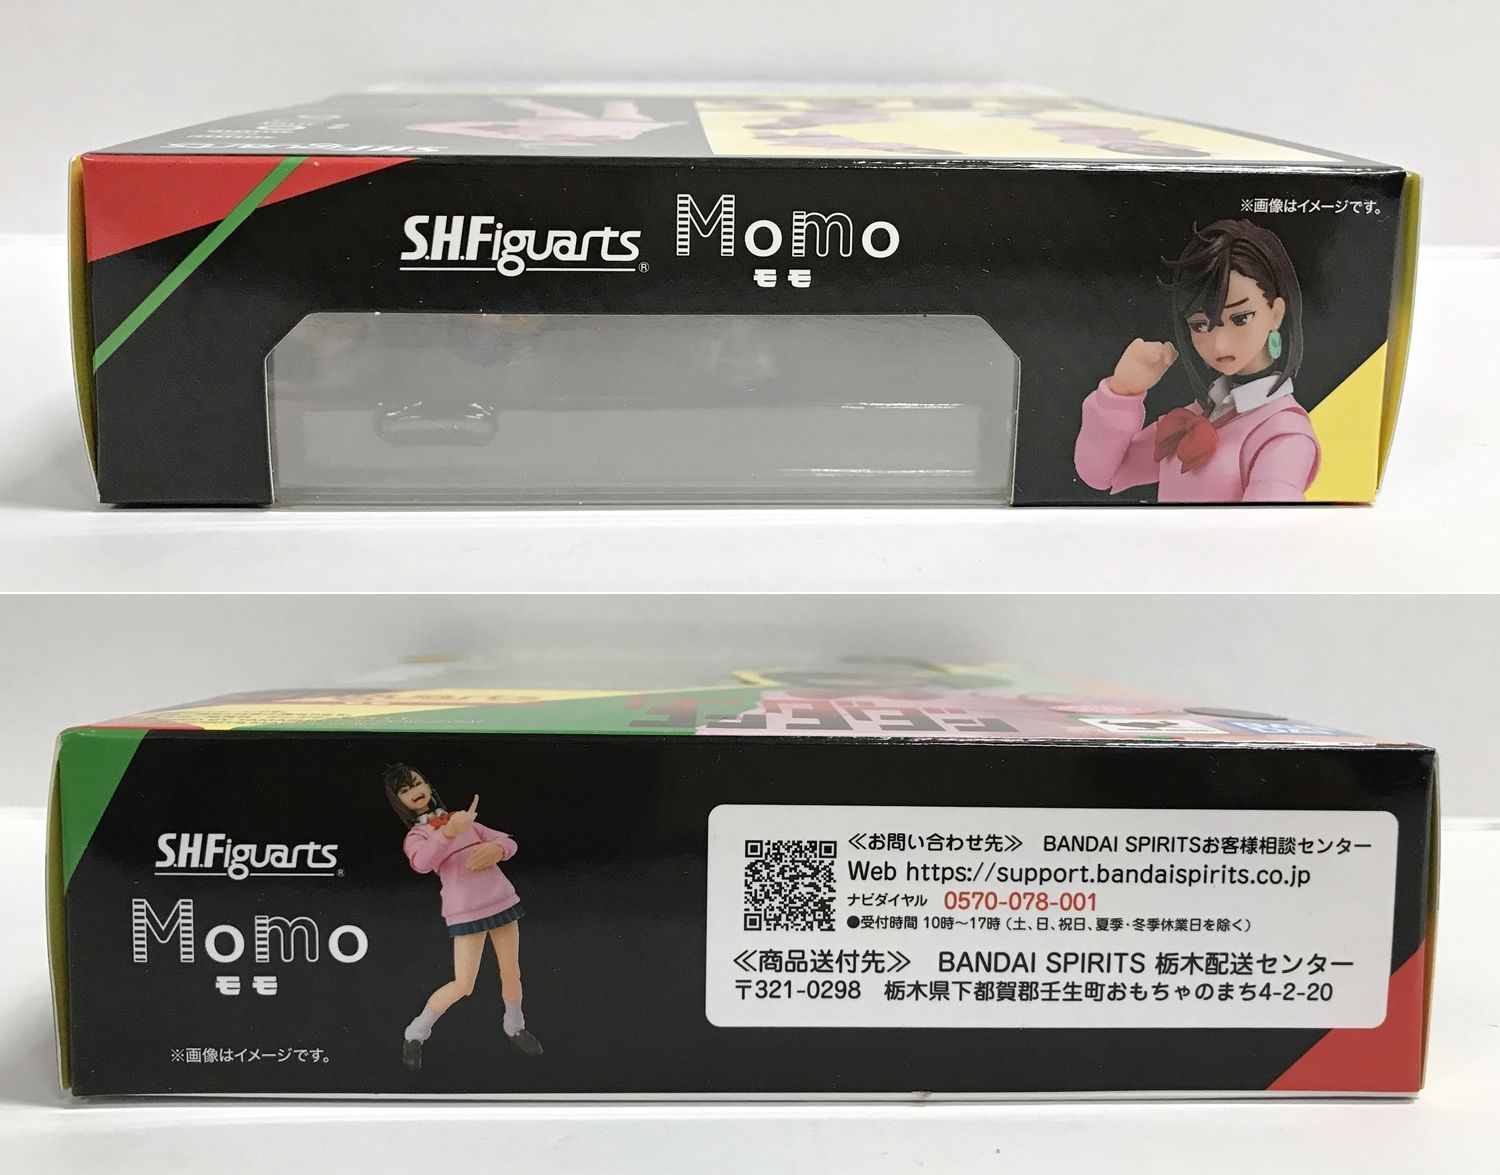 S.H.Figuarts
S.H.Figuarts® Momo
モモ
※画像はイメージです。
S.H.Figuarts®
Momo
モモ
※画像はイメージです。
≪お問い合わせ先≫ BANDAI SPIRITSお客様相談センター
Web https://support.bandaispirits.co.jp
ナビダイヤル 0570-078-001
●受付時間 10時〜17時（土、日、祝日、夏季・冬季休業日を除く）
≪商品送付先≫ BANDAI SPIRITS 栃木配送センター
〒321-0298 栃木県下都賀郡壬生町おもちゃのまち4-2-20